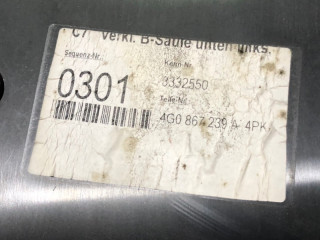 C7 Verkl. B-Säule unten links.
Sequenz-Nr.
Kenn-Nr.
0301
3332550
Teile-Nr.
4G0 867 239 A 4PK